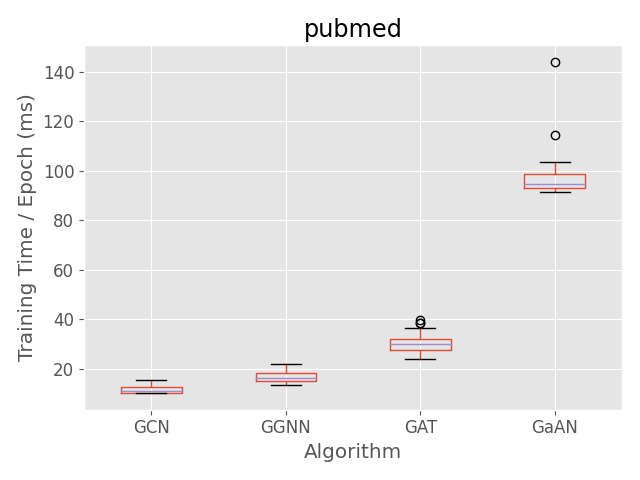 pubmed
Training Time / Epoch (ms)
140
120
100
80
60
40
20
GCN
GGNN
GAT
GaAN
Algorithm